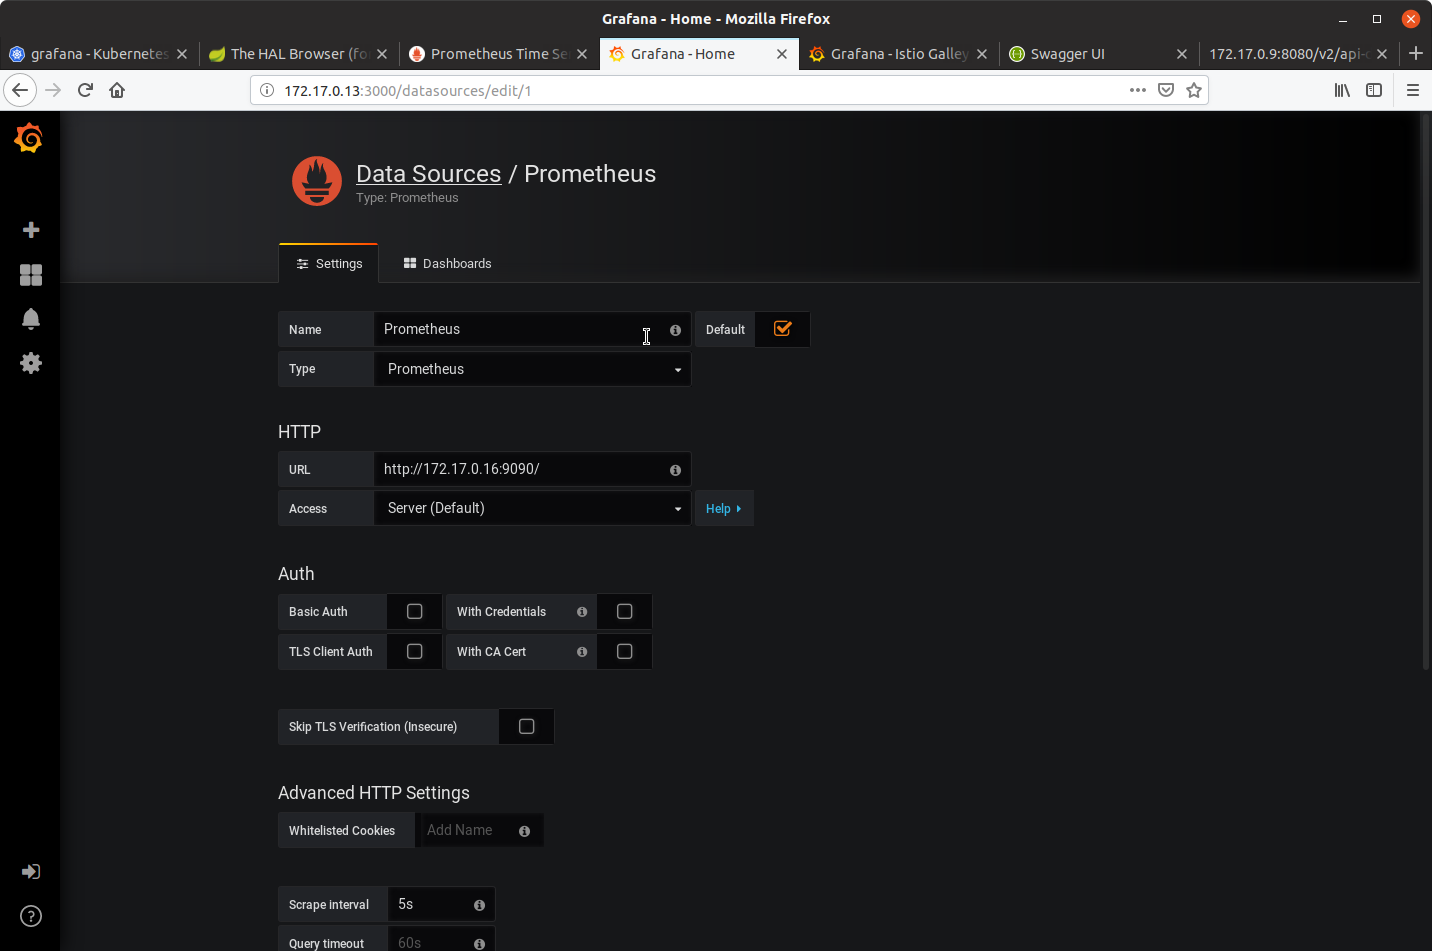 Grafana - Home - Mozilla Firefox
grafana - Kubernetes
The HAL Browser (fo
Prometheus Time Se
Grafana - Home
Grafana - Istio Galley
Swagger UI
172.17.0.9:8080/v2/api-
172.17.0.13:3000/datasources/edit/1
Data Sources / Prometheus
Type: Prometheus
Settings
Dashboards
Name Prometheus Default
Type Prometheus
HTTP
URL http://172.17.0.16:9090/
Access Server (Default) Help
Auth
Basic Auth With Credentials
TLS Client Auth With CA Cert
Skip TLS Verification (Insecure)
Advanced HTTP Settings
Whitelisted Cookies Add Name
Scrape interval 5s
Query timeout 60s